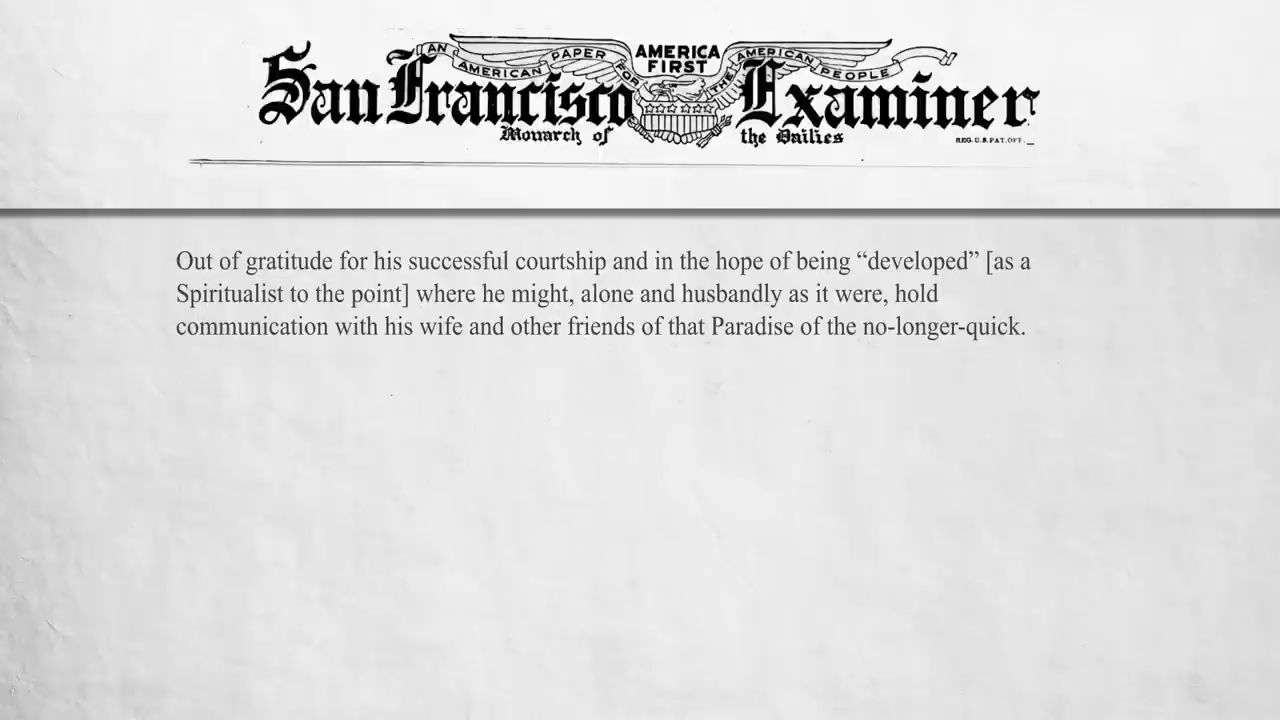 AN AMERICAN PAPER FOR THE AMERICAN PEOPLE
AMERICA
FIRST
San Francisco Examiner
Monarch of the Dailies
REG.U.S.PAT.OFF.
Out of gratitude for his successful courtship and in the hope of being “developed” [as a
Spiritualist to the point] where he might, alone and husbandly as it were, hold
communication with his wife and other friends of that Paradise of the no-longer-quick.